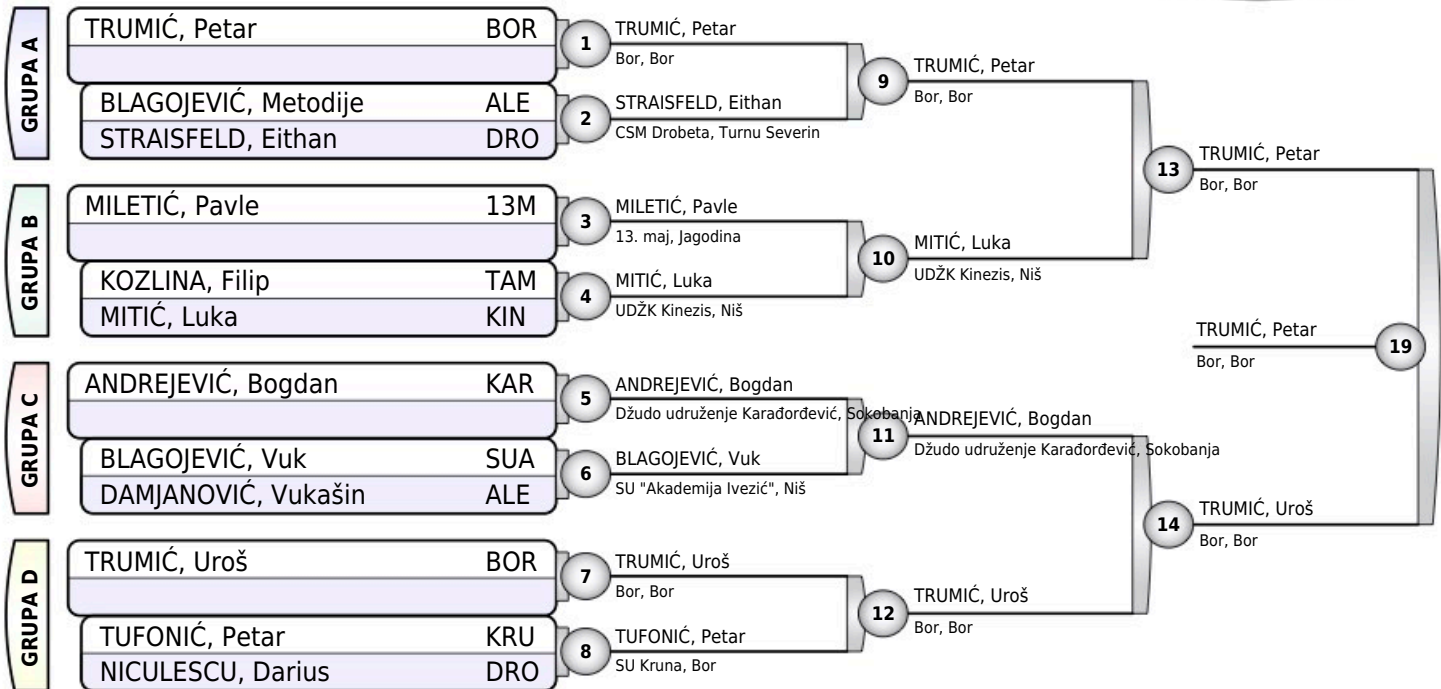 GRUPA A
TRUMIĆ, Petar BOR
BLAGOJEVIĆ, Metodije ALE
STRAISFELD, Eithan DRO
GRUPA B
MILETIĆ, Pavle 13M
KOZLINA, Filip TAM
MITIĆ, Luka KIN
GRUPA C
ANDREJEVIĆ, Bogdan KAR
BLAGOJEVIĆ, Vuk SUA
DAMJANOVIĆ, Vukašin ALE
GRUPA D
TRUMIĆ, Uroš BOR
TUFONIĆ, Petar KRU
NICULESCU, Darius DRO
1
TRUMIĆ, Petar
Bor, Bor
2
STRAISFELD, Eithan
CSM Drobeta, Turnu Severin
3
MILETIĆ, Pavle
13. maj, Jagodina
4
MITIĆ, Luka
UDŽK Kinezis, Niš
5
ANDREJEVIĆ, Bogdan
Džudo udruženje Karađorđević, Sokobanja
6
BLAGOJEVIĆ, Vuk
SU "Akademija Ivezić", Niš
7
TRUMIĆ, Uroš
Bor, Bor
8
TUFONIĆ, Petar
SU Kruna, Bor
9
TRUMIĆ, Petar
Bor, Bor
10
MITIĆ, Luka
UDŽK Kinezis, Niš
11
ANDREJEVIĆ, Bogdan
Džudo udruženje Karađorđević, Sokobanja
12
TRUMIĆ, Uroš
Bor, Bor
13
TRUMIĆ, Petar
Bor, Bor
14
TRUMIĆ, Uroš
Bor, Bor
TRUMIĆ, Petar
Bor, Bor
19